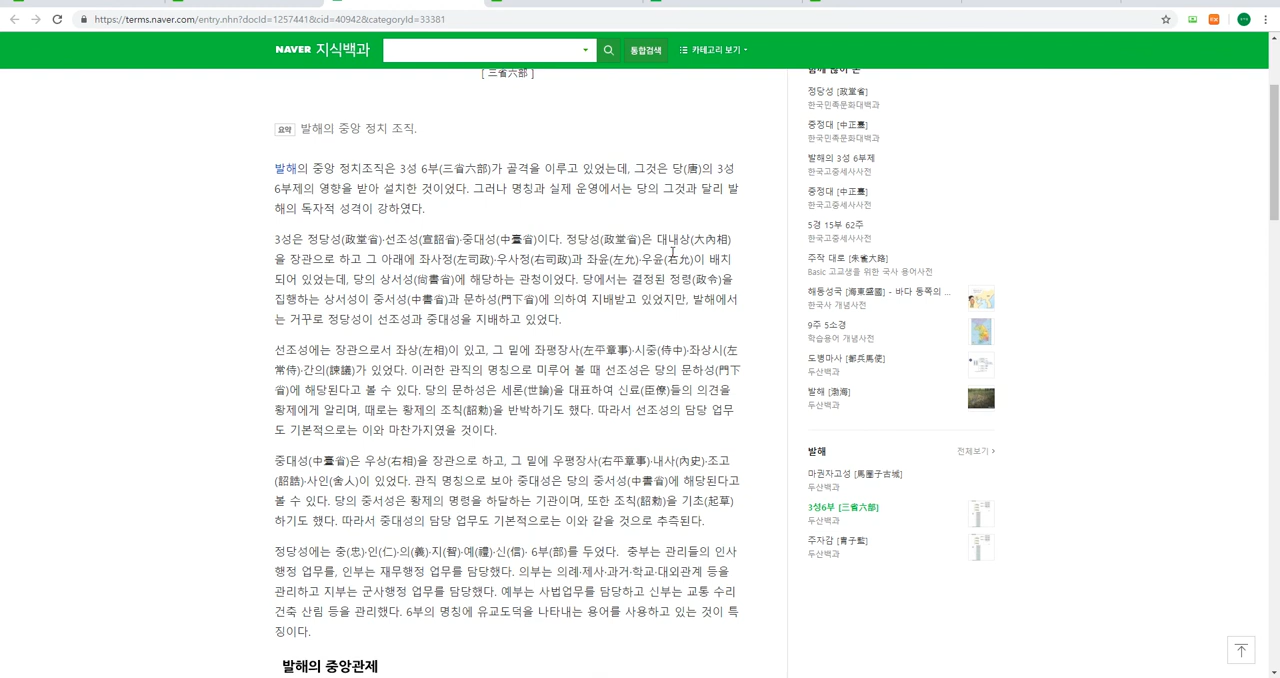 https://terms.naver.com/entry.nhn?docId=1257441&cid=40942&categoryId=33381
NAVER 지식백과
통합검색
카테고리 보기
[ 三省六部 ]
요약 발해의 중앙 정치 조직.
발해의 중앙 정치조직은 3성 6부(三省六部)가 골격을 이루고 있었는데, 그것은 당(唐)의 3성
6부제의 영향을 받아 설치한 것이었다. 그러나 명칭과 실제 운영에서는 당의 그것과 달리 발
해의 독자적 성격이 강하였다.
3성은 정당성(政堂省)·선조성(宣詔省)·중대성(中臺省)이다. 정당성(政堂省)은 대내상(大內相)
을 장관으로 하고 그 아래에 좌사정(左司政)·우사정(右司政)과 좌윤(左允)·우윤(右允)이 배치
되어 있었는데, 당의 상서성(尙書省)에 해당하는 관청이었다. 당에서는 결정된 정령(政令)을
집행하는 상서성이 중서성(中書省)과 문하성(門下省)에 의하여 지배받고 있었지만, 발해에서
는 거꾸로 정당성이 선조성과 중대성을 지배하고 있었다.
선조성에는 장관으로서 좌상(左相)이 있고, 그 밑에 좌평장사(左平章事)·시중(侍中)·좌상시(左
常侍)·간의(諫議)가 있었다. 이러한 관직의 명칭으로 미루어 볼 때 선조성은 당의 문하성(門下
省)에 해당된다고 볼 수 있다. 당의 문하성은 세론(世論)을 대표하여 신료(臣僚)들의 의견을
황제에게 알리며, 때로는 황제의 조칙(詔勅)을 반박하기도 했다. 따라서 선조성의 담당 업무
도 기본적으로는 이와 마찬가지였을 것이다.
중대성(中臺省)은 우상(右相)을 장관으로 하고, 그 밑에 우평장사(右平章事)·내사(內史)·조고
(詔誥)·사인(舍人)이 있었다. 관직 명칭으로 보아 중대성은 당의 중서성(中書省)에 해당된다고
볼 수 있다. 당의 중서성은 황제의 명령을 하달하는 기관이며, 또한 조칙(詔勅)을 기초(起草)
하기도 했다. 따라서 중대성의 담당 업무도 기본적으로는 이와 같을 것으로 추측된다.
정당성에는 충(忠)·인(仁)·의(義)·지(智)·예(禮)·신(信)· 6부(部)를 두었다. 충부는 관리들의 인사
행정 업무를, 인부는 재무행정 업무를 담당했다. 의부는 의례·제사·과거·학교·대외관계 등을
관리하고 지부는 군사행정 업무를 담당했다. 예부는 사법업무를 담당하고 신부는 교통 수리
건축 산림 등을 관리했다. 6부의 명칭에 유교도덕을 나타내는 용어를 사용하고 있는 것이 특
징이다.
발해의 중앙관제
함께 많이 본
정당성 [政堂省]
한국민족문화대백과
중정대 [中正臺]
한국민족문화대백과
발해의 3성 6부제
한국고중세사사전
중정대 [中正臺]
한국고중세사사전
5경 15부 62주
한국고중세사사전
주작 대로 [朱雀大路]
Basic 고교생을 위한 국사 용어사전
해동성국 [海東盛國] - 바다 동쪽의 ...
한국사 개념사전
9주 5소경
학습용어 개념사전
도병마사 [都兵馬使]
두산백과
발해 [渤海]
두산백과
발해
전체보기 >
마권자고성 [馬圈子古城]
두산백과
3성6부 [三省六部]
두산백과
주자감 [胄子監]
두산백과